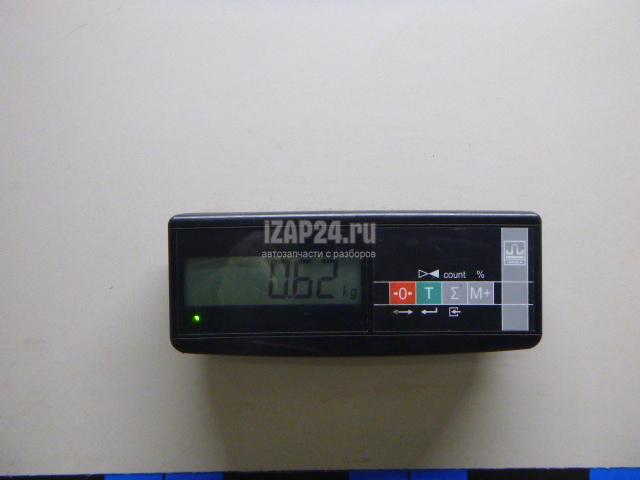 iZAP24.ru
автозапчасти с разборов
0.62 kg
count %
0 T Σ M+